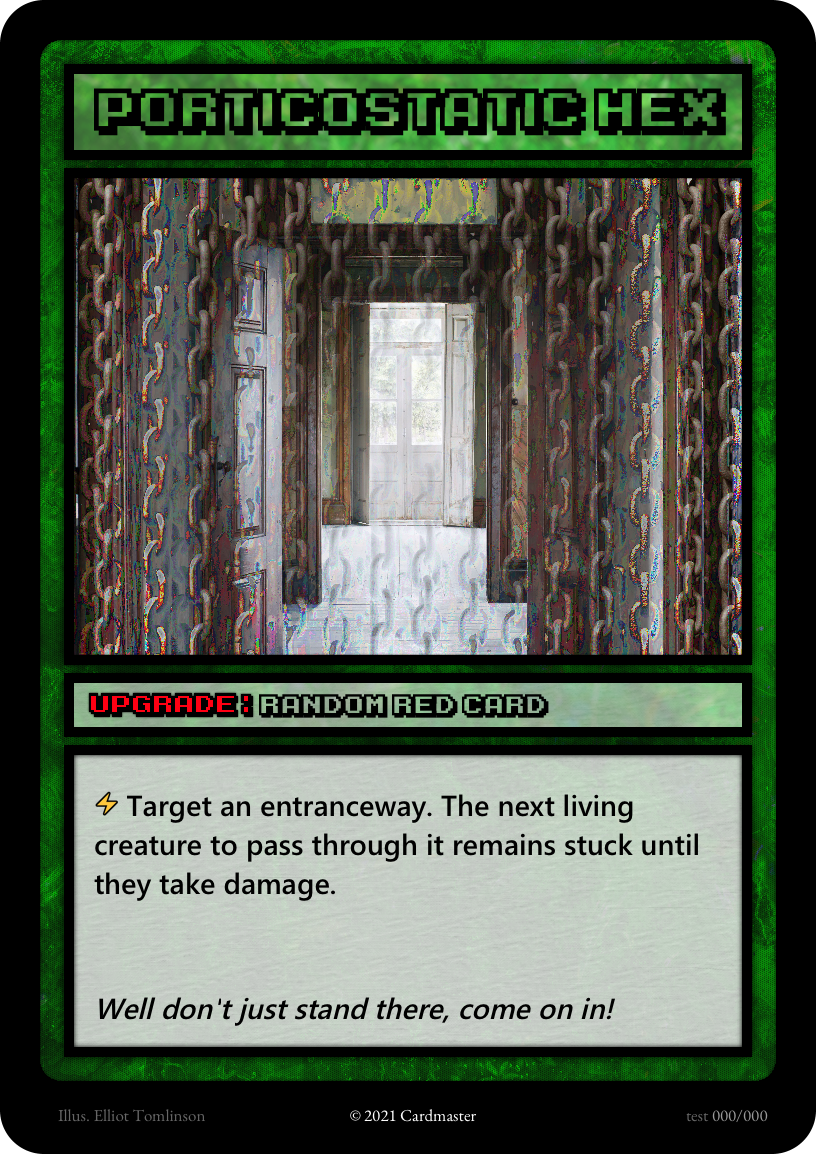 PORTICOSTATIC HEX
UPGRADE: RANDOM RED CARD
⚡ Target an entranceway. The next living
creature to pass through it remains stuck until
they take damage.
Well don't just stand there, come on in!
Illus. Elliot Tomlinson © 2021 Cardmaster test 000/000